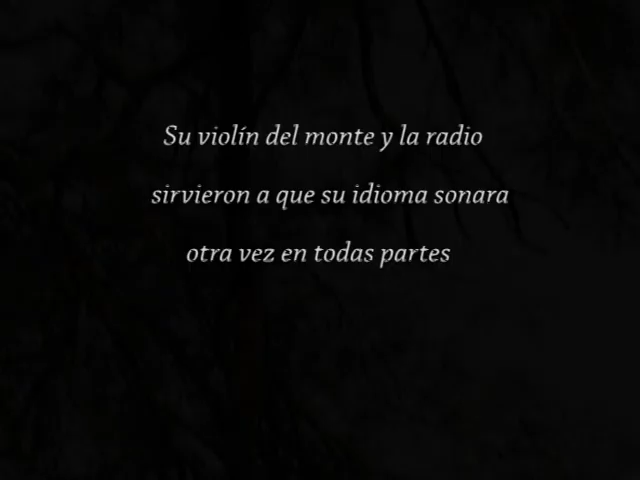 Su violín del monte y la radio
sirvieron a que su idioma sonara
otra vez en todas partes